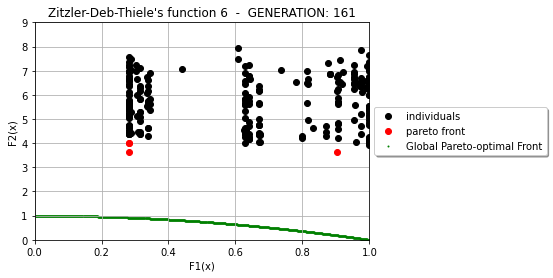 Zitzler-Deb-Thiele's function 6 - GENERATION: 161
9
8
7
6
5
4
3
2
1
0
F2(x)
0.0 0.2 0.4 0.6 0.8 1.0
F1(x)
individuals
pareto front
Global Pareto-optimal Front